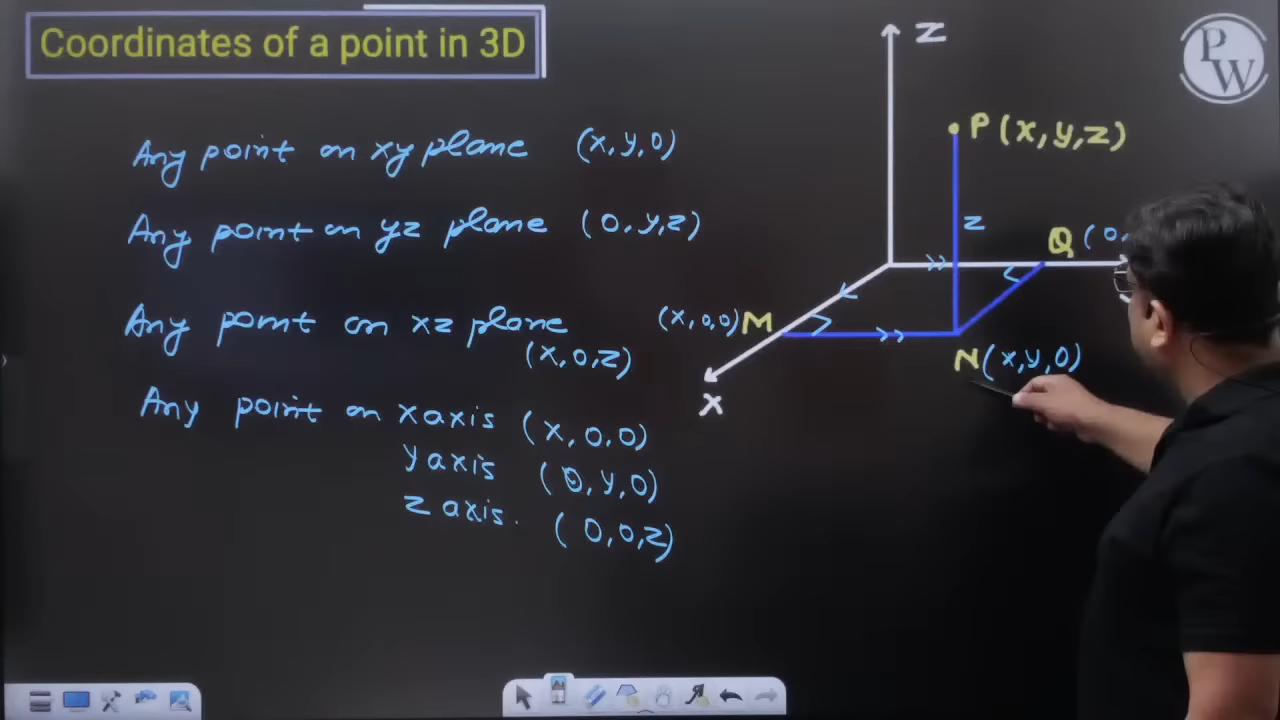 Coordinates of a point in 3D
PW
Z
P(x,y,z)
Any point on xy plane (x,y,0)
Any point on yz plane (0,y,z)
z
Q (0,
Any point on xz plane
(x,0,z)
(x,0,0) M
N(x,y,0)
X
Any point on x axis (x,0,0)
y axis (0,y,0)
z axis. (0,0,z)